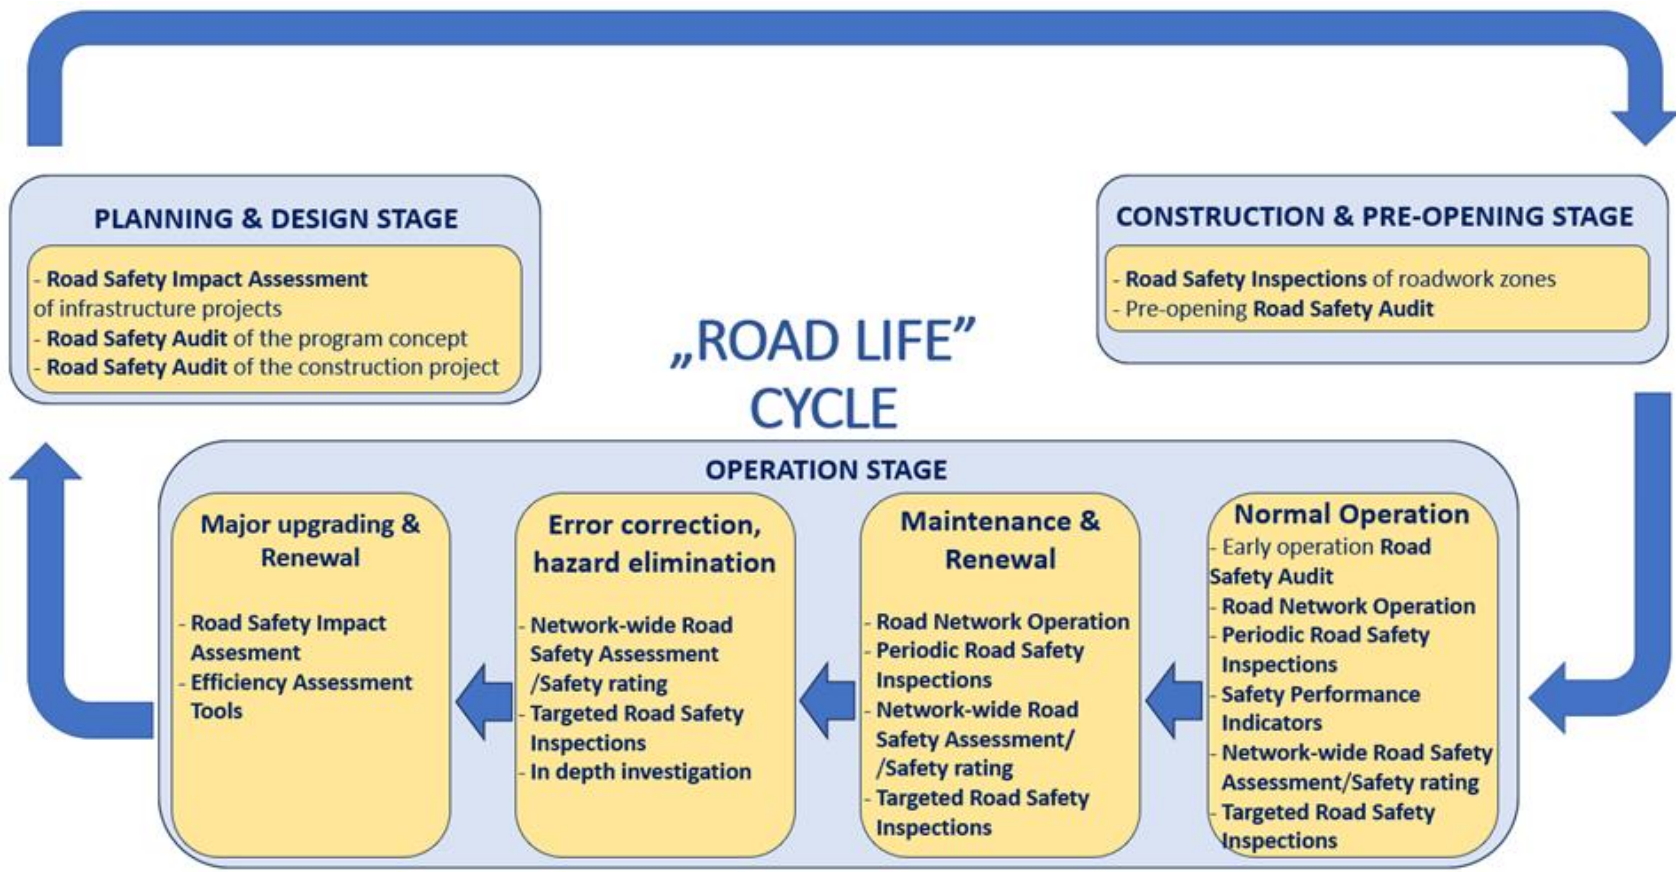 PLANNING & DESIGN STAGE
- Road Safety Impact Assessment
of infrastructure projects
- Road Safety Audit of the program concept
- Road Safety Audit of the construction project
CONSTRUCTION & PRE-OPENING STAGE
- Road Safety Inspections of roadwork zones
- Pre-opening Road Safety Audit
„ROAD LIFE”
CYCLE
OPERATION STAGE
Major upgrading &
Renewal
- Road Safety Impact
Assesment
- Efficiency Assessment
Tools
Error correction,
hazard elimination
- Network-wide Road
Safety Assessment
/Safety rating
- Targeted Road Safety
Inspections
- In depth investigation
Maintenance &
Renewal
- Road Network Operation
- Periodic Road Safety
Inspections
- Network-wide Road
Safety Assessment/
/Safety rating
- Targeted Road Safety
Inspections
Normal Operation
- Early operation Road
Safety Audit
- Road Network Operation
- Periodic Road Safety
Inspections
- Safety Performance
Indicators
- Network-wide Road Safety
Assessment/Safety rating
- Targeted Road Safety
Inspections